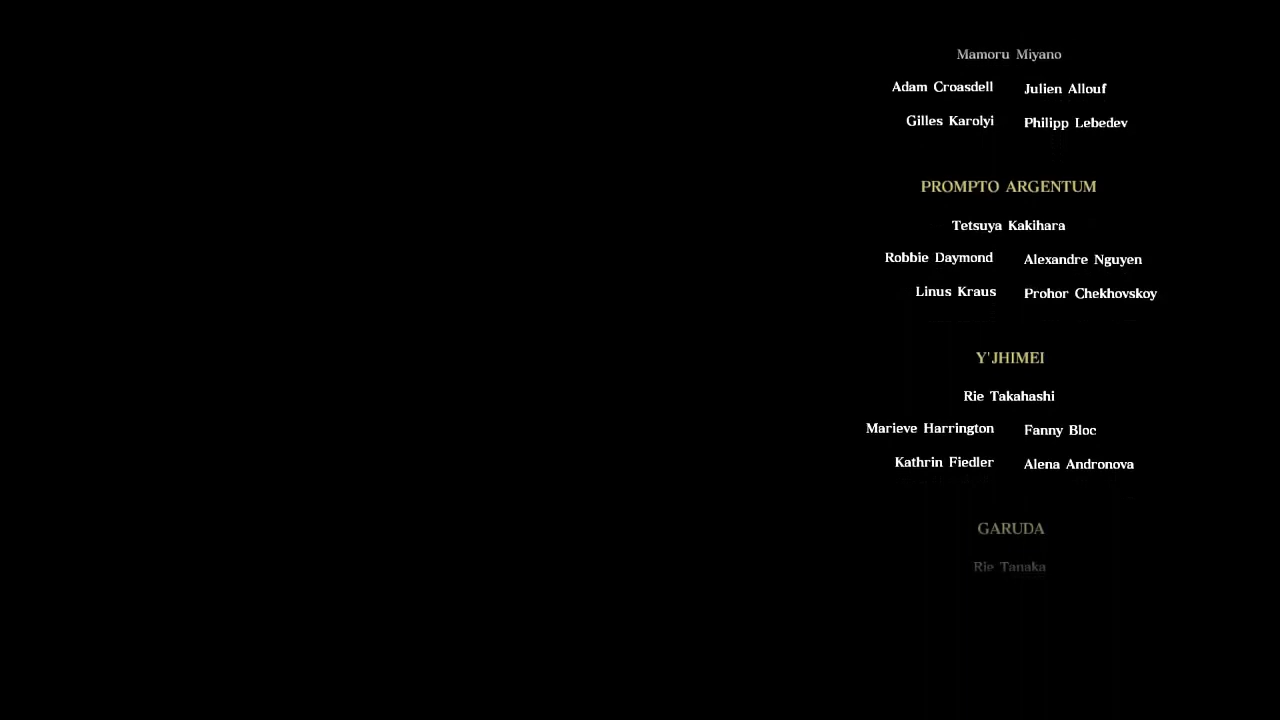 Mamoru Miyano
Adam Croasdell Julien Allouf
Gilles Karolyi Philipp Lebedev
PROMPTO ARGENTUM
Tetsuya Kakihara
Robbie Daymond Alexandre Nguyen
Linus Kraus Prohor Chekhovskoy
Y'JHIMEI
Rie Takahashi
Marieve Harrington Fanny Bloc
Kathrin Fiedler Alena Andronova
GARUDA
Rie Tanaka